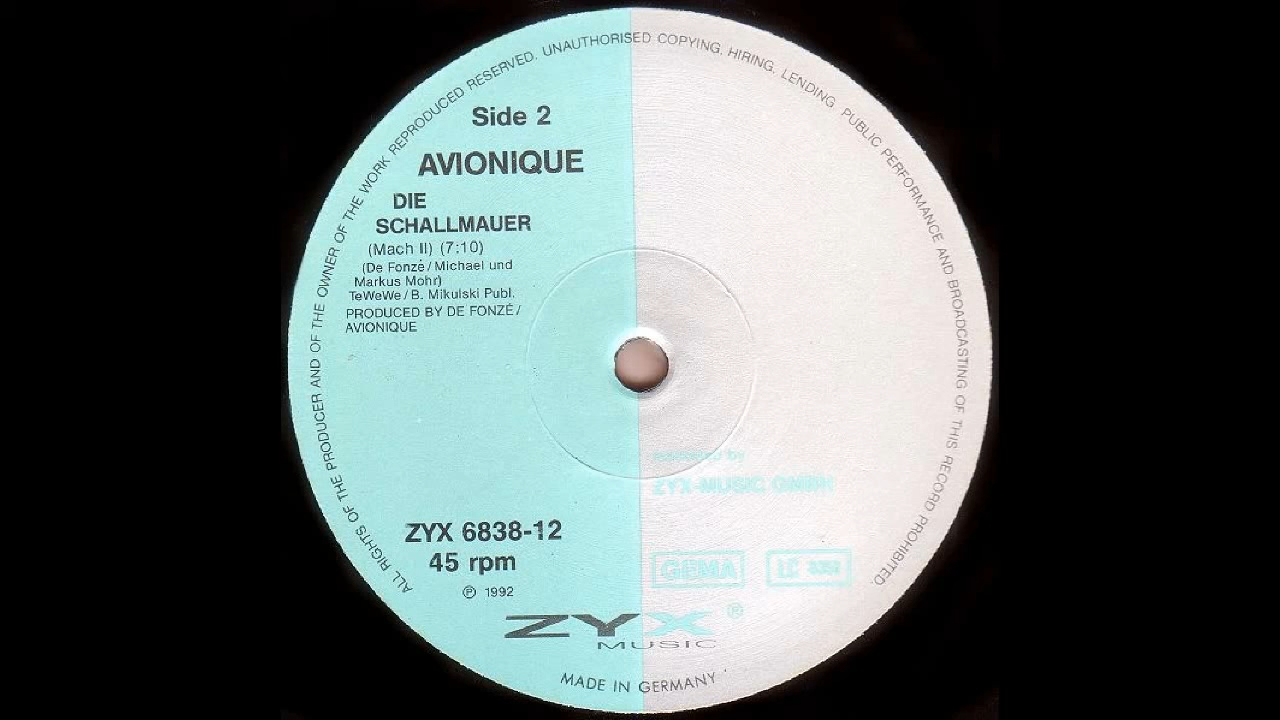 ALL RIGHTS OF THE PRODUCER AND OF THE OWNER OF THE WORK REPRODUCED RESERVED. UNAUTHORISED COPYING, HIRING, LENDING PUBLIC PERFORMANCE AND BROADCASTING OF THIS RECORD PROHIBITED.
Side 2
AVIONIQUE
DIE
SCHALLMAUER
(Mach II) (7:10)
(De Fonzé/Michael und
Markus Mohr)
TeWeWe/B. Mikulski Publ.
PRODUCED BY DE FONZÉ/
AVIONIQUE
by
ZYX-MUSIC GMBH
ZYX 6838-12
45 rpm
℗ 1992
GEMA
LC
ZYX
MUSIC
MADE IN GERMANY